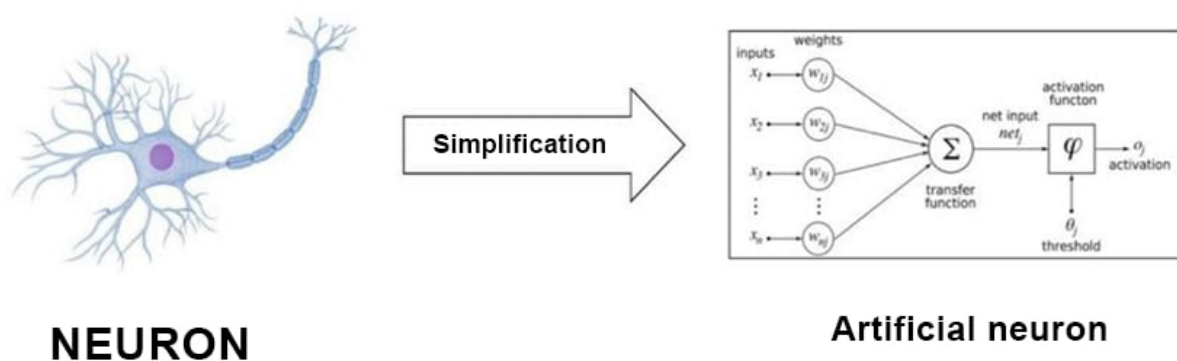 NEURON
Simplification
weights
inputs
x₁ w₁ⱼ
x₂ w₂ⱼ
x₃ w₃ⱼ
⋮ ⋮
xₙ wₙⱼ
Σ
transfer
function
net input
netⱼ
activation
functon
φ
oⱼ
activation
θⱼ
threshold
Artificial neuron